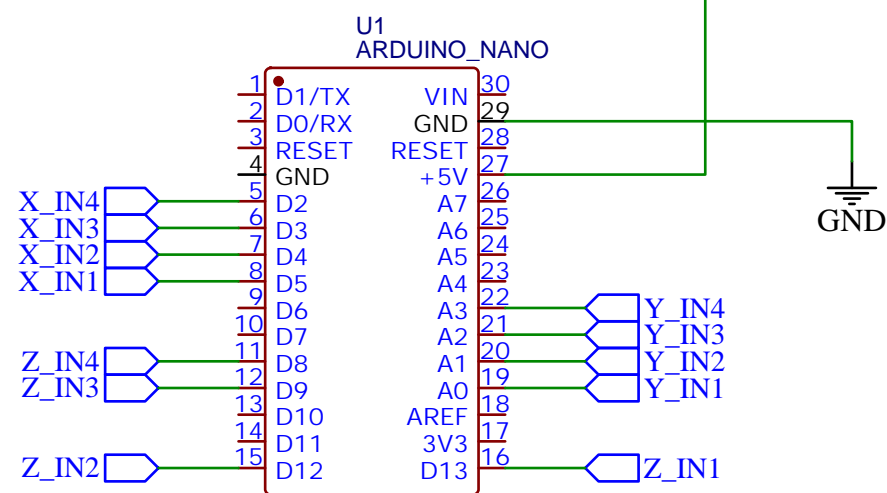 U1
ARDUINO_NANO
1 D1/TX VIN 30
2 D0/RX GND 29
3 RESET RESET 28
4 GND +5V 27
X_IN4 5 D2 A7 26
X_IN3 6 D3 A6 25
X_IN2 7 D4 A5 24
X_IN1 8 D5 A4 23
9 D6 A3 22 Y_IN4
10 D7 A2 21 Y_IN3
Z_IN4 11 D8 A1 20 Y_IN2
Z_IN3 12 D9 A0 19 Y_IN1
13 D10 AREF 18
14 D11 3V3 17
Z_IN2 15 D12 D13 16 Z_IN1
GND